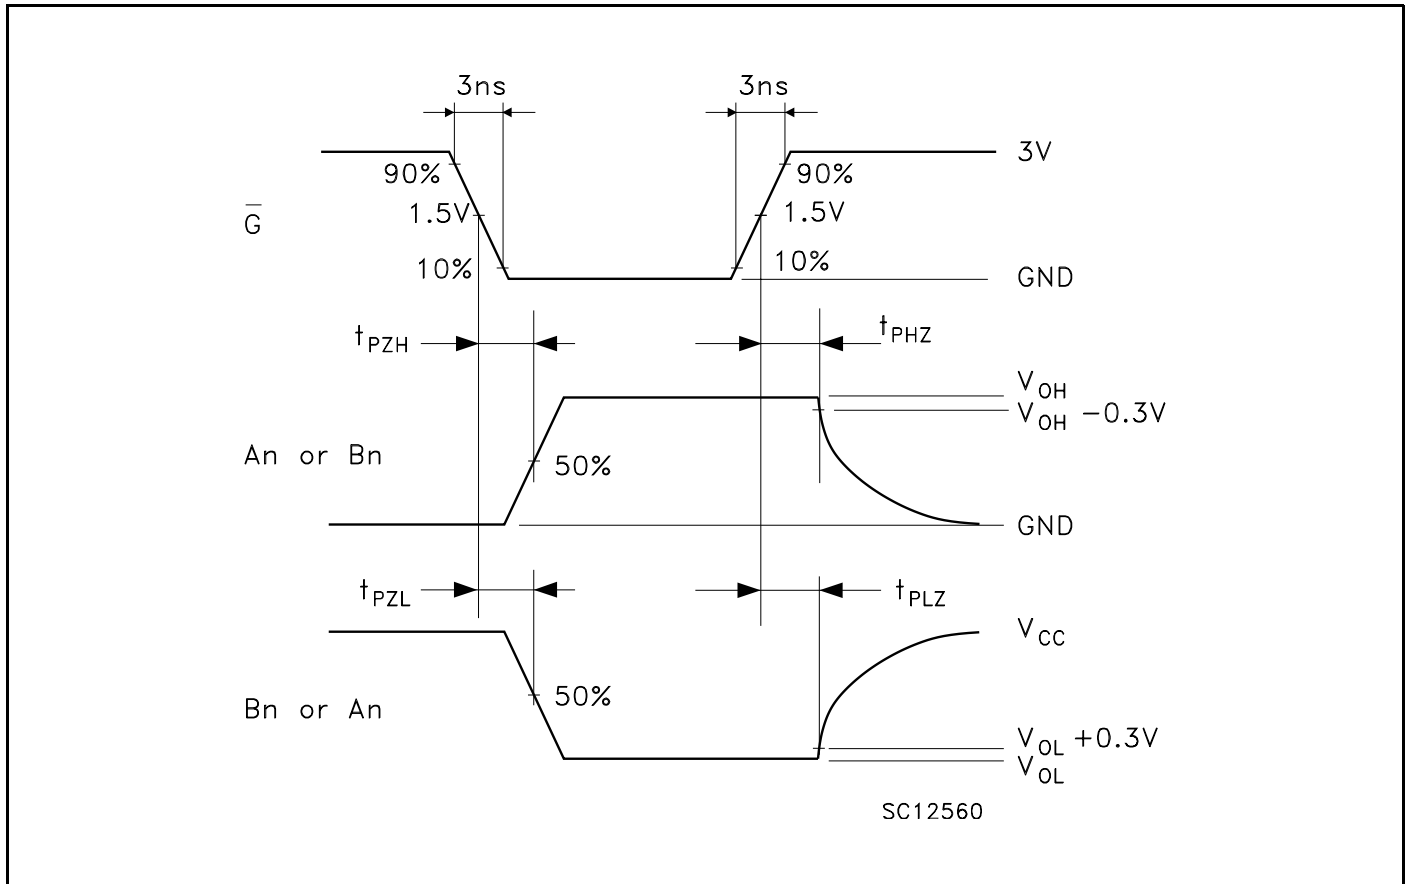 3ns 3ns
3V
90% 90%
G̅
1.5V 1.5V
10% 10%
GND
tPZH tPHZ
VOH
VOH −0.3V
An or Bn
50%
GND
tPZL tPLZ
VCC
50%
Bn or An
VOL +0.3V
VOL
SC12560